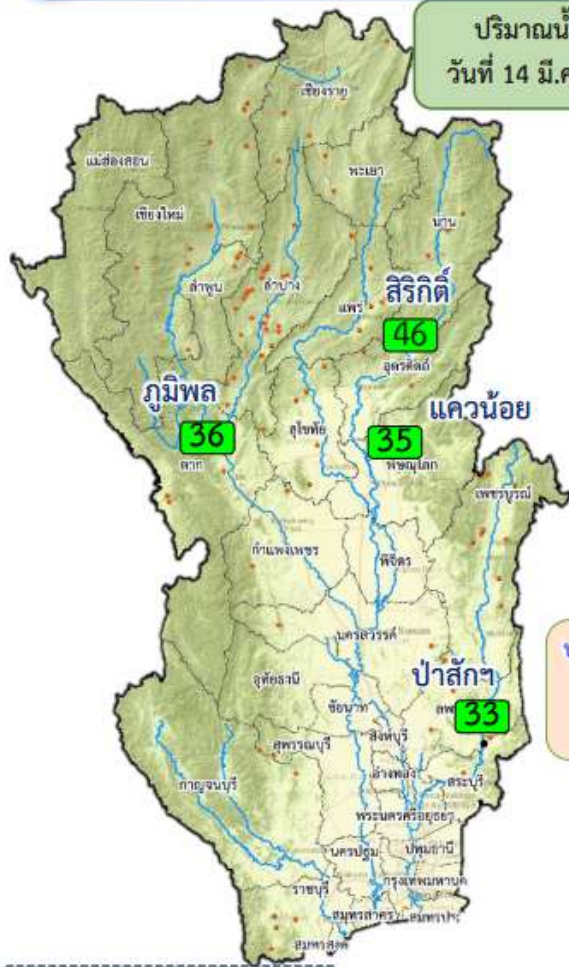 ปริมาณน้ำ
วันที่ 14 มี.ค
เชียงราย
แม่ฮ่องสอน
พะเยา
เชียงใหม่
น่าน
ลำพูน
ลำปาง
แพร่
สิริกิติ์
46
อุตรดิตถ์
ภูมิพล
36
ตาก
สุโขทัย
แควน้อย
35
พิษณุโลก
เพชรบูรณ์
กำแพงเพชร
พิจิตร
นครสวรรค์
อุทัยธานี
ป่าสักฯ
33
ชัยนาท
สิงห์บุรี
สุพรรณบุรี
อ่างทอง
สระบุรี
กาญจนบุรี
พระนครศรีอยุธยา
นครปฐม
ปทุมธานี
ราชบุรี
กรุงเทพมหานค
สมุทรสาคร
สมุทรปร
สมุทรสงค